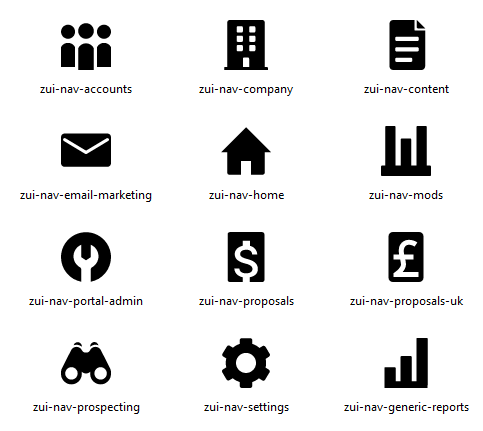 zui-nav-accounts
zui-nav-company
zui-nav-content
zui-nav-email-marketing
zui-nav-home
zui-nav-mods
zui-nav-portal-admin
$
zui-nav-proposals
£
zui-nav-proposals-uk
zui-nav-prospecting
zui-nav-settings
zui-nav-generic-reports